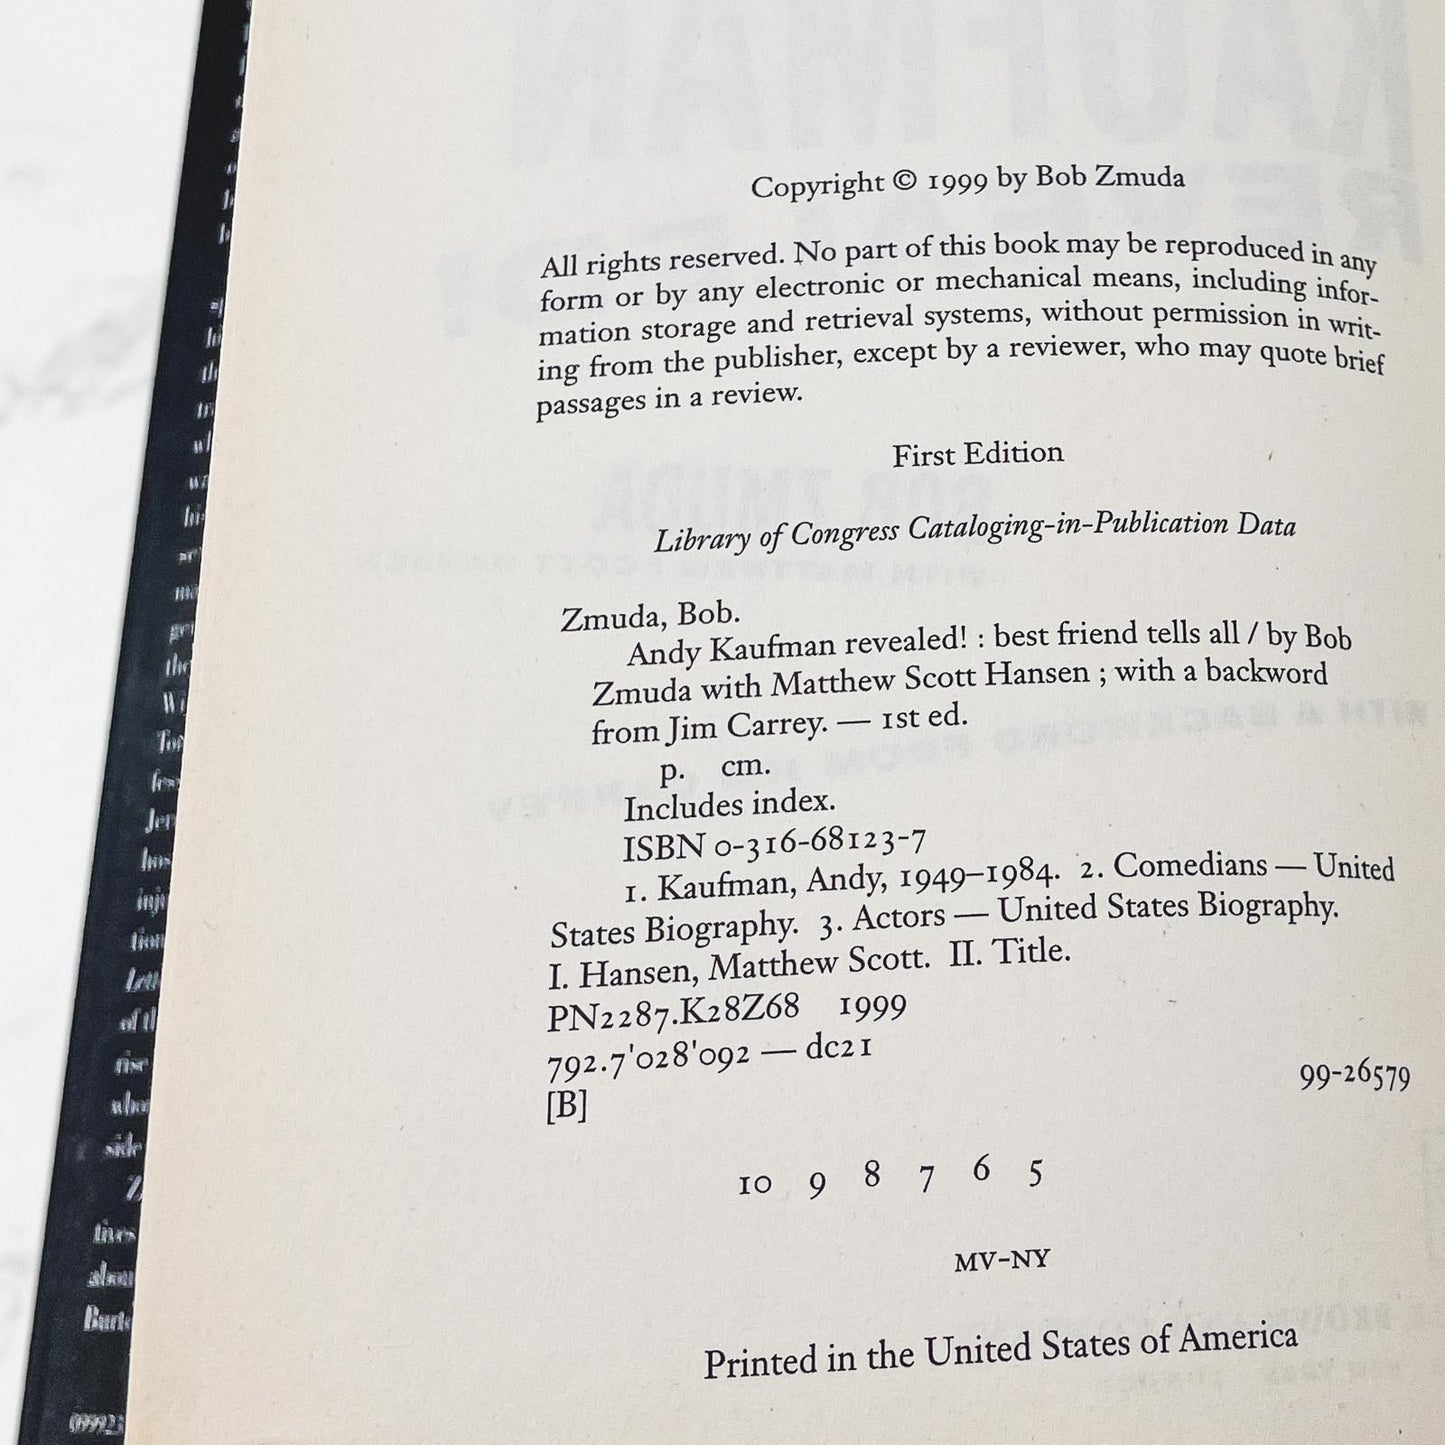 Copyright © 1999 by Bob Zmuda
All rights reserved. No part of this book may be reproduced in any
form or by any electronic or mechanical means, including infor-
mation storage and retrieval systems, without permission in writ-
ing from the publisher, except by a reviewer, who may quote brief
passages in a review.
First Edition
Library of Congress Cataloging-in-Publication Data
Zmuda, Bob.
Andy Kaufman revealed! : best friend tells all / by Bob
Zmuda with Matthew Scott Hansen ; with a backword
from Jim Carrey. — 1st ed.
p. cm.
Includes index.
ISBN 0-316-68123-7
1. Kaufman, Andy, 1949–1984. 2. Comedians — United
States Biography. 3. Actors — United States Biography.
I. Hansen, Matthew Scott. II. Title.
PN2287.K28Z68 1999
792.7'028'092 — dc21
[B]
99-26579
10 9 8 7 6 5
MV-NY
Printed in the United States of America